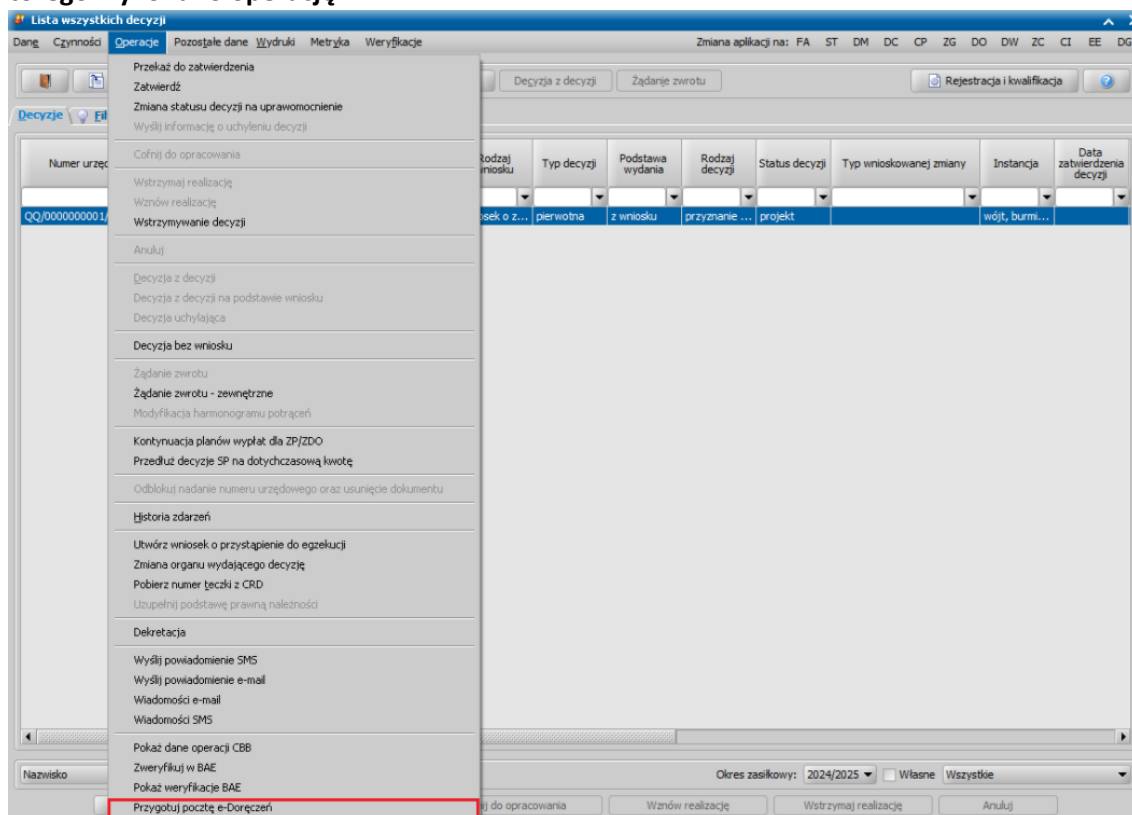 Lista wszystkich decyzji
Dane Czynności Operacje Pozostałe dane Wydruki Metryka Weryfikacje Zmiana aplikacji na: FA ST DM DC CP ZG DO DW ZC CI EE DG
Decyzja z decyzji Żądanie zwrotu Rejestracja i kwalifikacja
Decyzje
Numer urzęd
Rodzaj wniosku Typ decyzji Podstawa wydania Rodzaj decyzji Status decyzji Typ wnioskowanej zmiany Instancja Data zatwierdzenia decyzji
QQ/0000000001/ osek o z... pierwotna z wniosku przyznanie ... projekt wójt, burmi...
Przekaż do zatwierdzenia
Zatwierdź
Zmiana statusu decyzji na uprawomocnienie
Wyślij informację o uchyleniu decyzji
Cofnij do opracowania
Wstrzymaj realizację
Wznów realizację
Wstrzymywanie decyzji
Anuluj
Decyzja z decyzji
Decyzja z decyzji na podstawie wniosku
Decyzja uchylająca
Decyzja bez wniosku
Żądanie zwrotu
Żądanie zwrotu - zewnętrzne
Modyfikacja harmonogramu potrąceń
Kontynuacja planów wypłat dla ZP/ZDO
Przedłuż decyzje SP na dotychczasową kwotę
Odblokuj nadanie numeru urzędowego oraz usunięcie dokumentu
Historia zdarzeń
Utwórz wniosek o przystąpienie do egzekucji
Zmiana organu wydającego decyzję
Pobierz numer teczki z CRD
Uzupełnij podstawę prawną należności
Dekretacja
Wyślij powiadomienie SMS
Wyślij powiadomienie e-mail
Wiadomości e-mail
Wiadomości SMS
Pokaż dane operacji CBB
Zweryfikuj w BAE
Pokaż weryfikacje BAE
Przygotuj pocztę e-Doręczeń
Nazwisko Okres zasiłkowy: 2024/2025 Własne Wszystkie
j do opracowania Wznów realizację Wstrzymaj realizację Anuluj